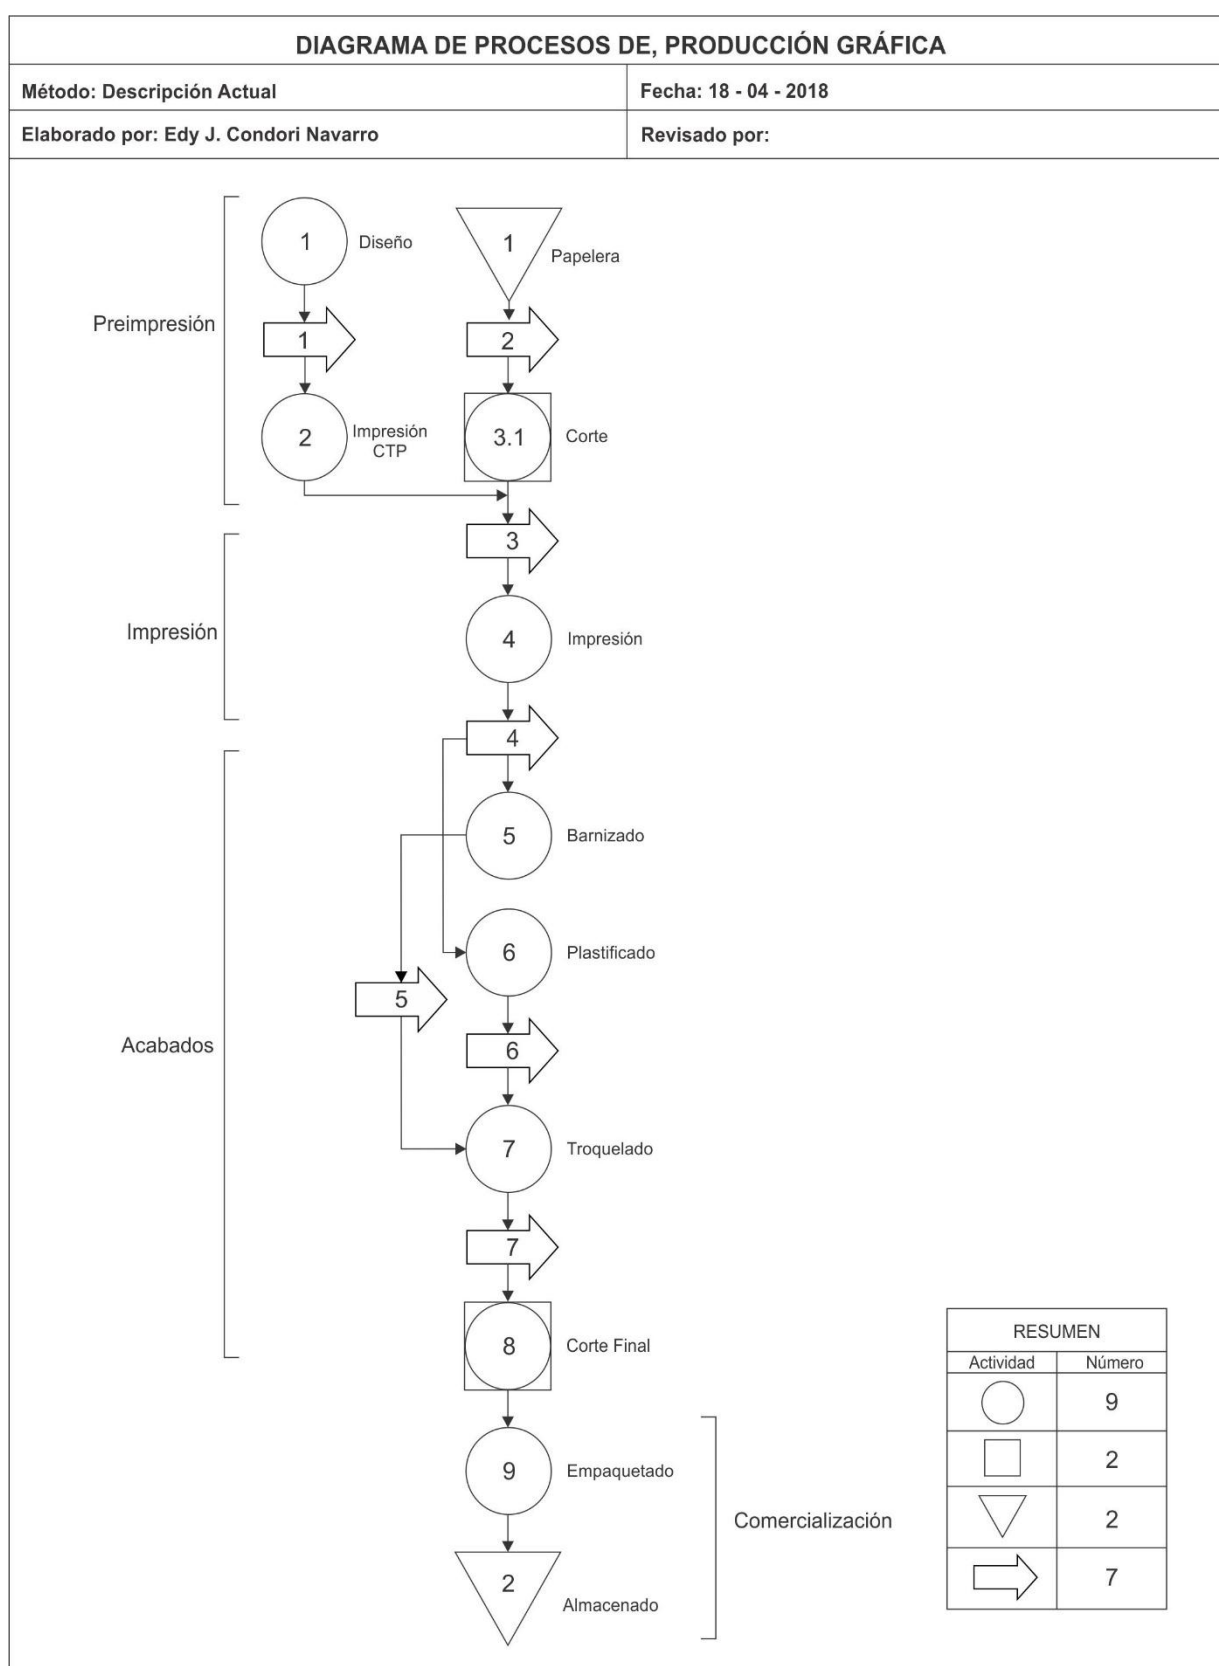 DIAGRAMA DE PROCESOS DE, PRODUCCIÓN GRÁFICA
Método: Descripción Actual
Fecha: 18 - 04 - 2018
Elaborado por: Edy J. Condori Navarro
Revisado por:
Preimpresión
1
Diseño
1
Papelera
1
2
2
Impresión
CTP
3.1
Corte
Impresión
3
4
Impresión
4
Acabados
5
Barnizado
6
Plastificado
5
6
7
Troquelado
7
8
Corte Final
9
Empaquetado
Comercialización
2
Almacenado
RESUMEN
Actividad
Número
9
2
2
7